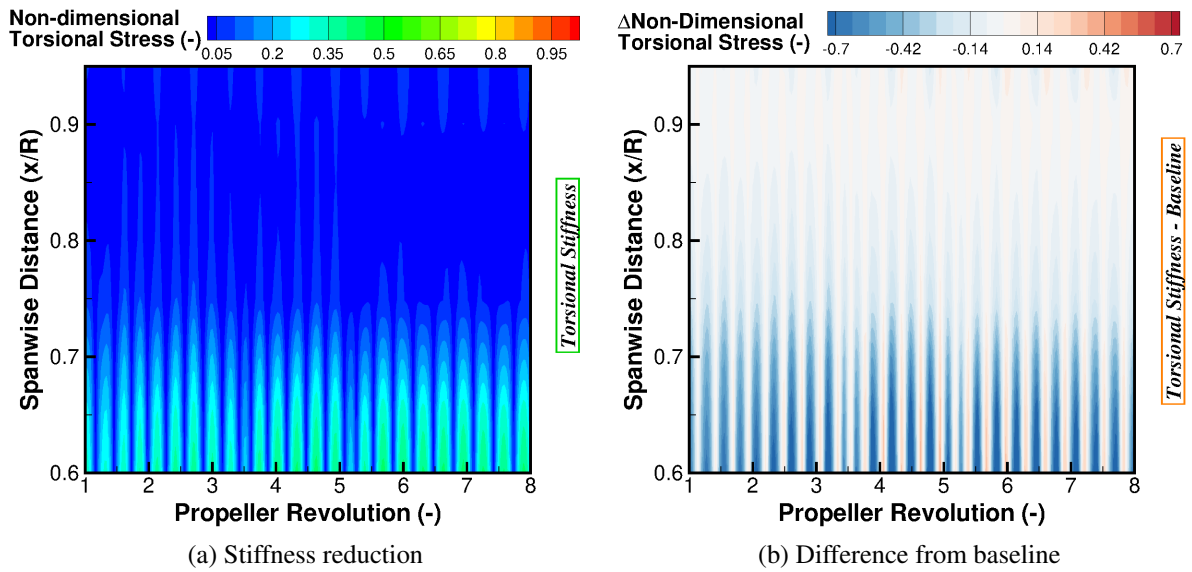 Non-dimensional
Torsional Stress (-)
0.05 0.2 0.35 0.5 0.65 0.8 0.95
Spanwise Distance (x/R)
0.9
0.8
0.7
0.6
1 2 3 4 5 6 7 8
Propeller Revolution (-)
Torsional Stiffness
(a) Stiffness reduction
ΔNon-Dimensional
Torsional Stress (-)
-0.7 -0.42 -0.14 0.14 0.42 0.7
Spanwise Distance (x/R)
0.9
0.8
0.7
0.6
1 2 3 4 5 6 7 8
Propeller Revolution (-)
Torsional Stiffness - Baseline
(b) Difference from baseline